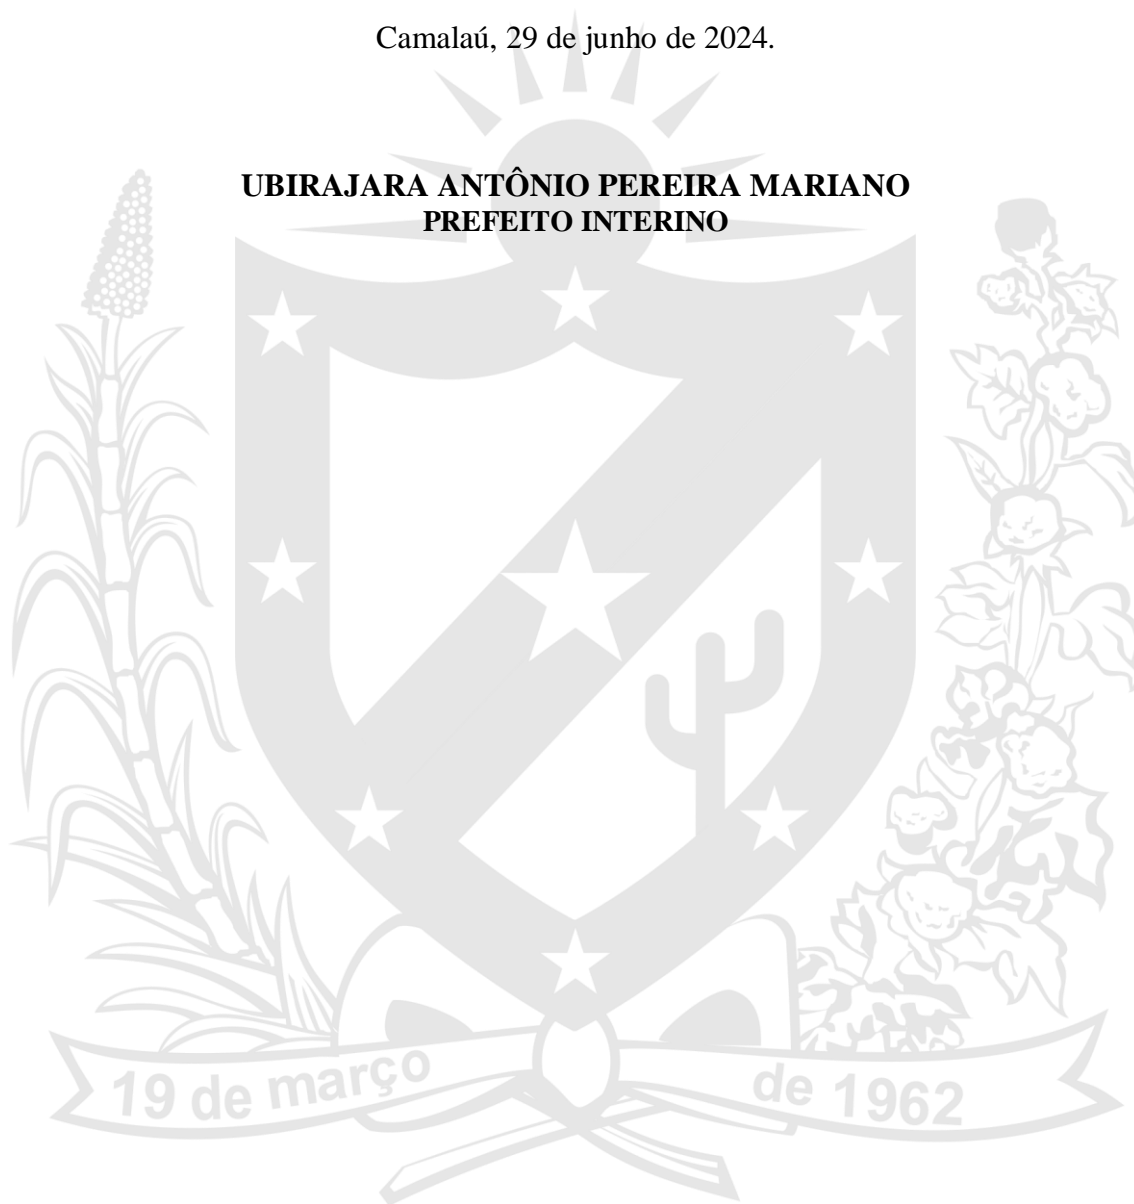 Camalaú, 29 de junho de 2024.
UBIRAJARA ANTÔNIO PEREIRA MARIANO
PREFEITO INTERINO
19 de março de 1962